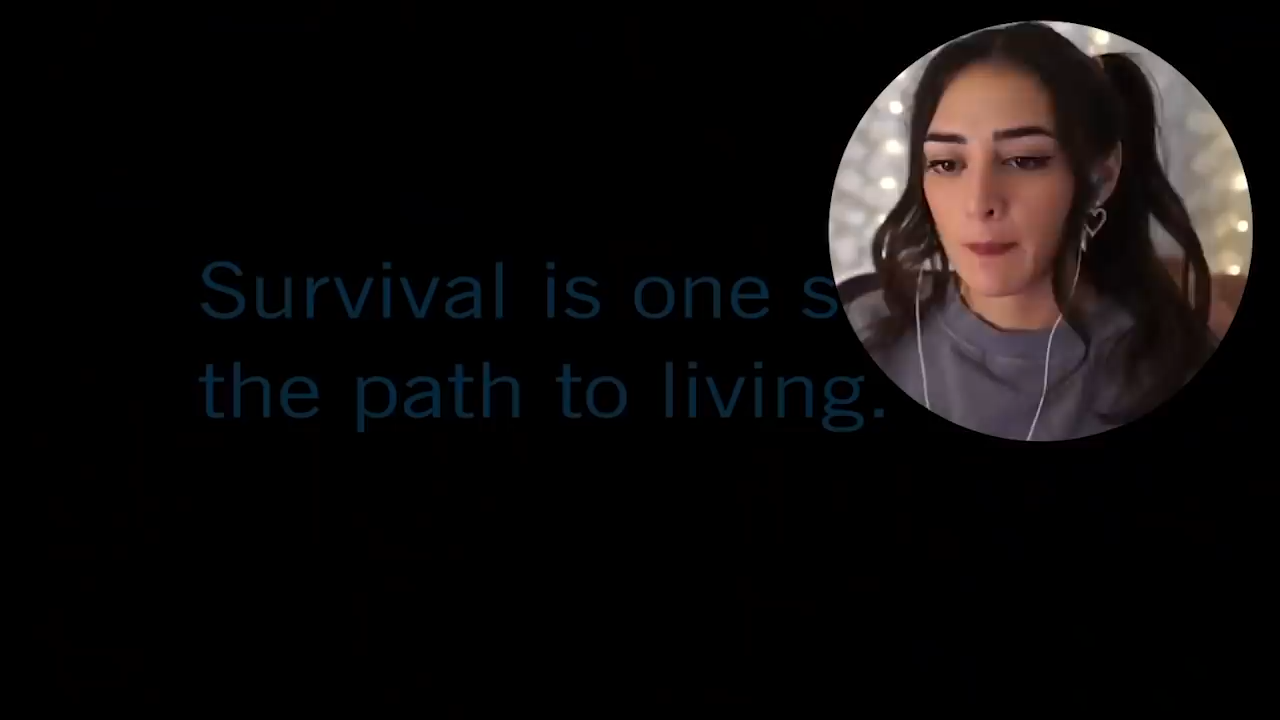 Survival is one s
the path to living.